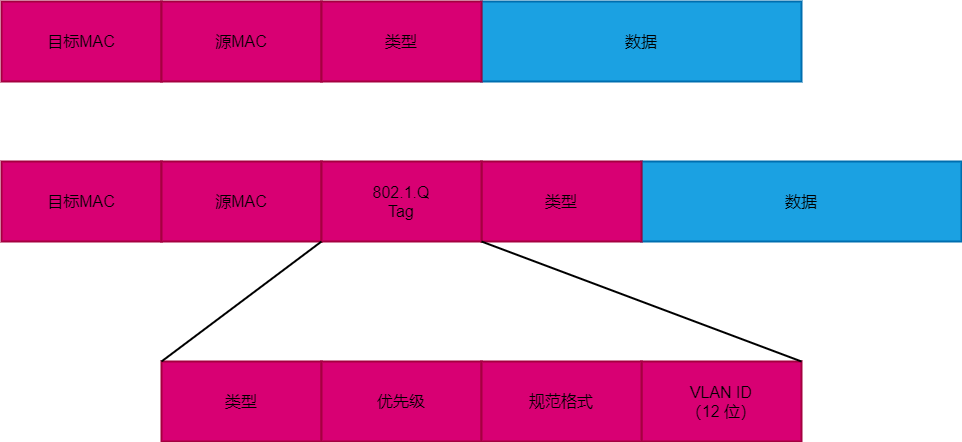 目标MAC
源MAC
类型
数据
目标MAC
源MAC
802.1.Q
Tag
类型
数据
类型
优先级
规范格式
VLAN ID
（12 位）